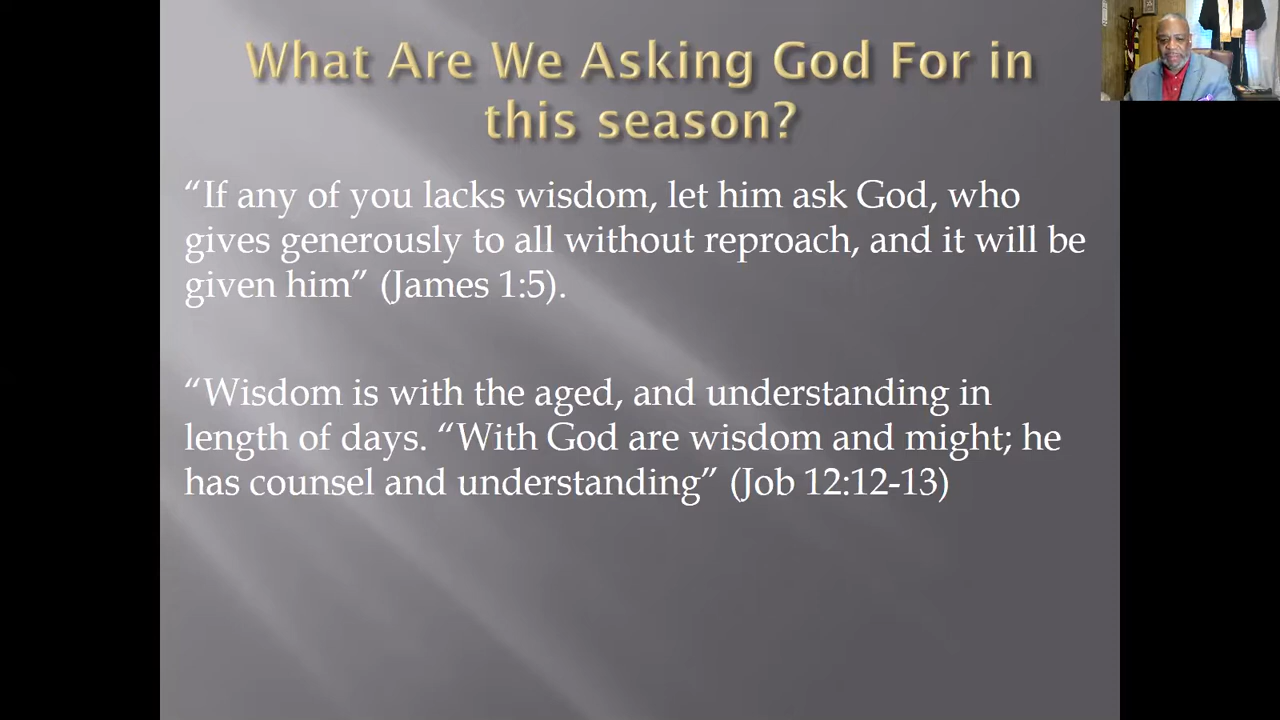 What Are We Asking God For in
this season?
“If any of you lacks wisdom, let him ask God, who
gives generously to all without reproach, and it will be
given him” (James 1:5).
“Wisdom is with the aged, and understanding in
length of days. “With God are wisdom and might; he
has counsel and understanding” (Job 12:12-13)